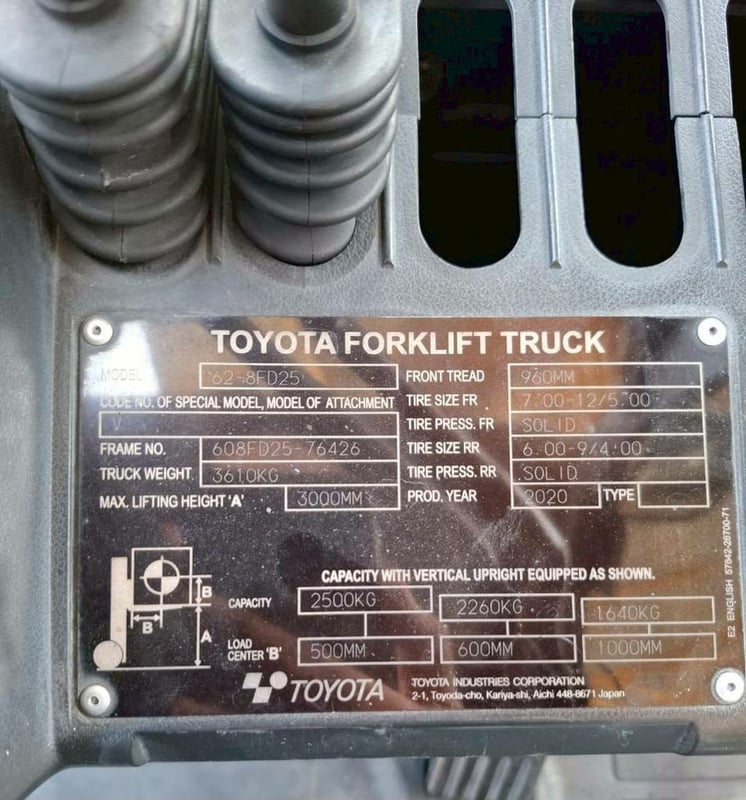 TOYOTA FORKLIFT TRUCK
MODEL 62-8FD25 FRONT TREAD 960MM
CODE NO. OF SPECIAL MODEL, MODEL OF ATTACHMENT TIRE SIZE FR 7.00-12/5.00
V TIRE PRESS. FR SOLID
FRAME NO. 608FD25-76426 TIRE SIZE RR 6.00-9/4.00
TRUCK WEIGHT 3610KG TIRE PRESS. RR SOLID
MAX. LIFTING HEIGHT 'A' 3000MM PROD. YEAR 2020 TYPE
CAPACITY WITH VERTICAL UPRIGHT EQUIPPED AS SHOWN.
B
B
A
CAPACITY 2500KG 2260KG 1640KG
LOAD
CENTER 'B' 500MM 600MM 1000MM
TOYOTA
TOYOTA INDUSTRIES CORPORATION
2-1, Toyoda-cho, Kariya-shi, Aichi 448-8671 Japan
E2 ENGLISH 57842-26700-71